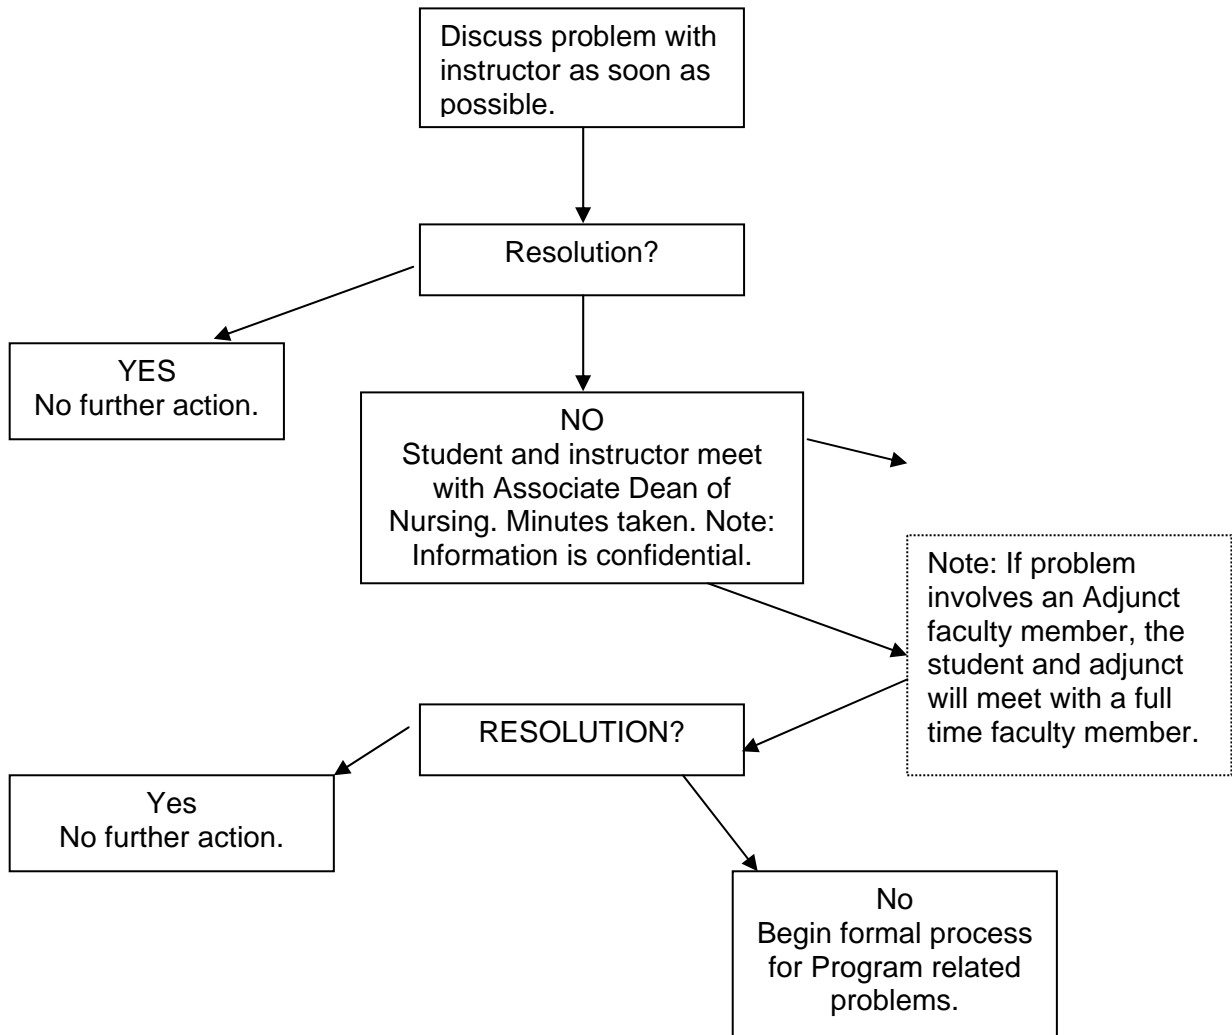 Discuss problem with
instructor as soon as
possible.
Resolution?
YES
No further action.
NO
Student and instructor meet
with Associate Dean of
Nursing. Minutes taken. Note:
Information is confidential.
Note: If problem
involves an Adjunct
faculty member, the
student and adjunct
will meet with a full
time faculty member.
RESOLUTION?
Yes
No further action.
No
Begin formal process
for Program related
problems.